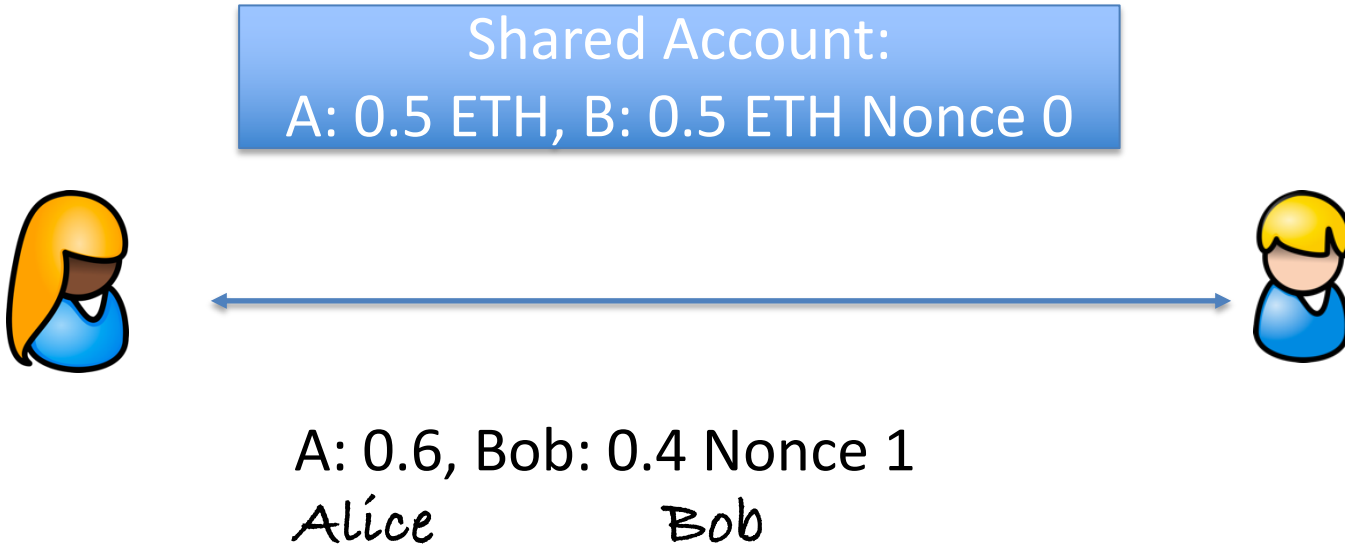 Shared Account:
A: 0.5 ETH, B: 0.5 ETH Nonce 0
A: 0.6, Bob: 0.4 Nonce 1
Alice Bob